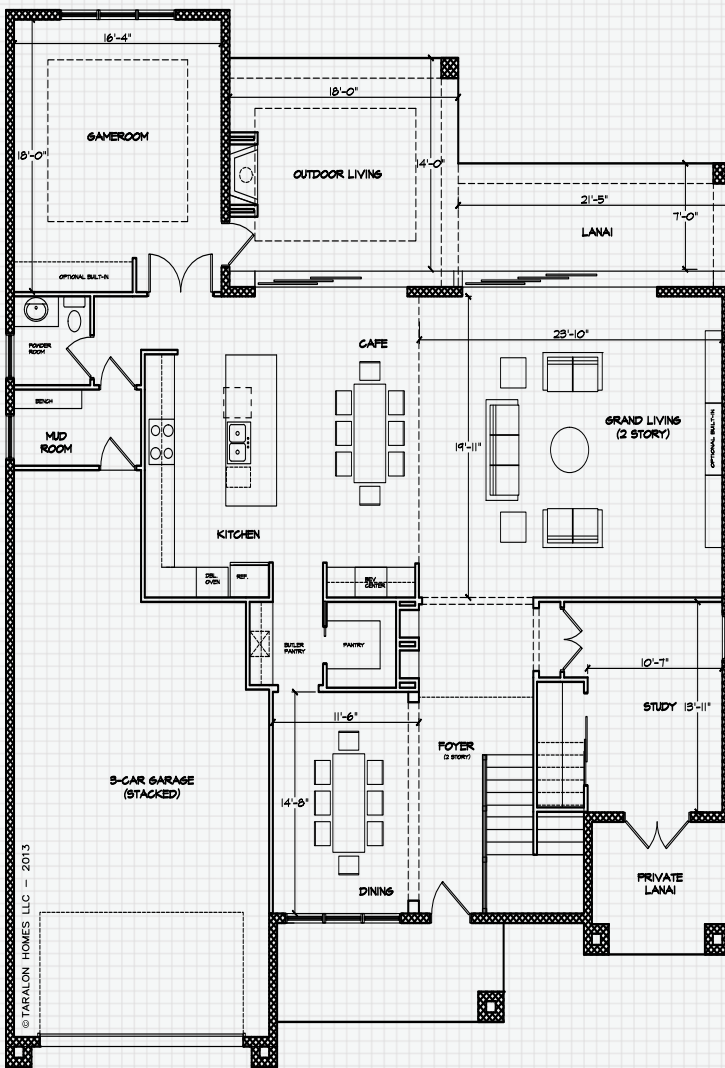 16'-4"
GAMEROOM
18'-0"
18'-0"
OUTDOOR LIVING
14'-0"
21'-5"
7'-0"
LANAI
OPTIONAL BUILT-IN
POWDER
ROOM
CAFE
23'-10"
BENCH
MUD
ROOM
GRAND LIVING
(2 STORY)
OPTIONAL BUILT-IN
19'-11"
KITCHEN
DBL.
OVEN
REF.
BEV.
CENTER
BUTLER
PANTRY
PANTRY
10'-7"
STUDY
13'-11"
11'-6"
FOYER
(2 STORY)
3-CAR GARAGE
(STACKED)
14'-8"
DINING
PRIVATE
LANAI
© TARALON HOMES LLC – 2013